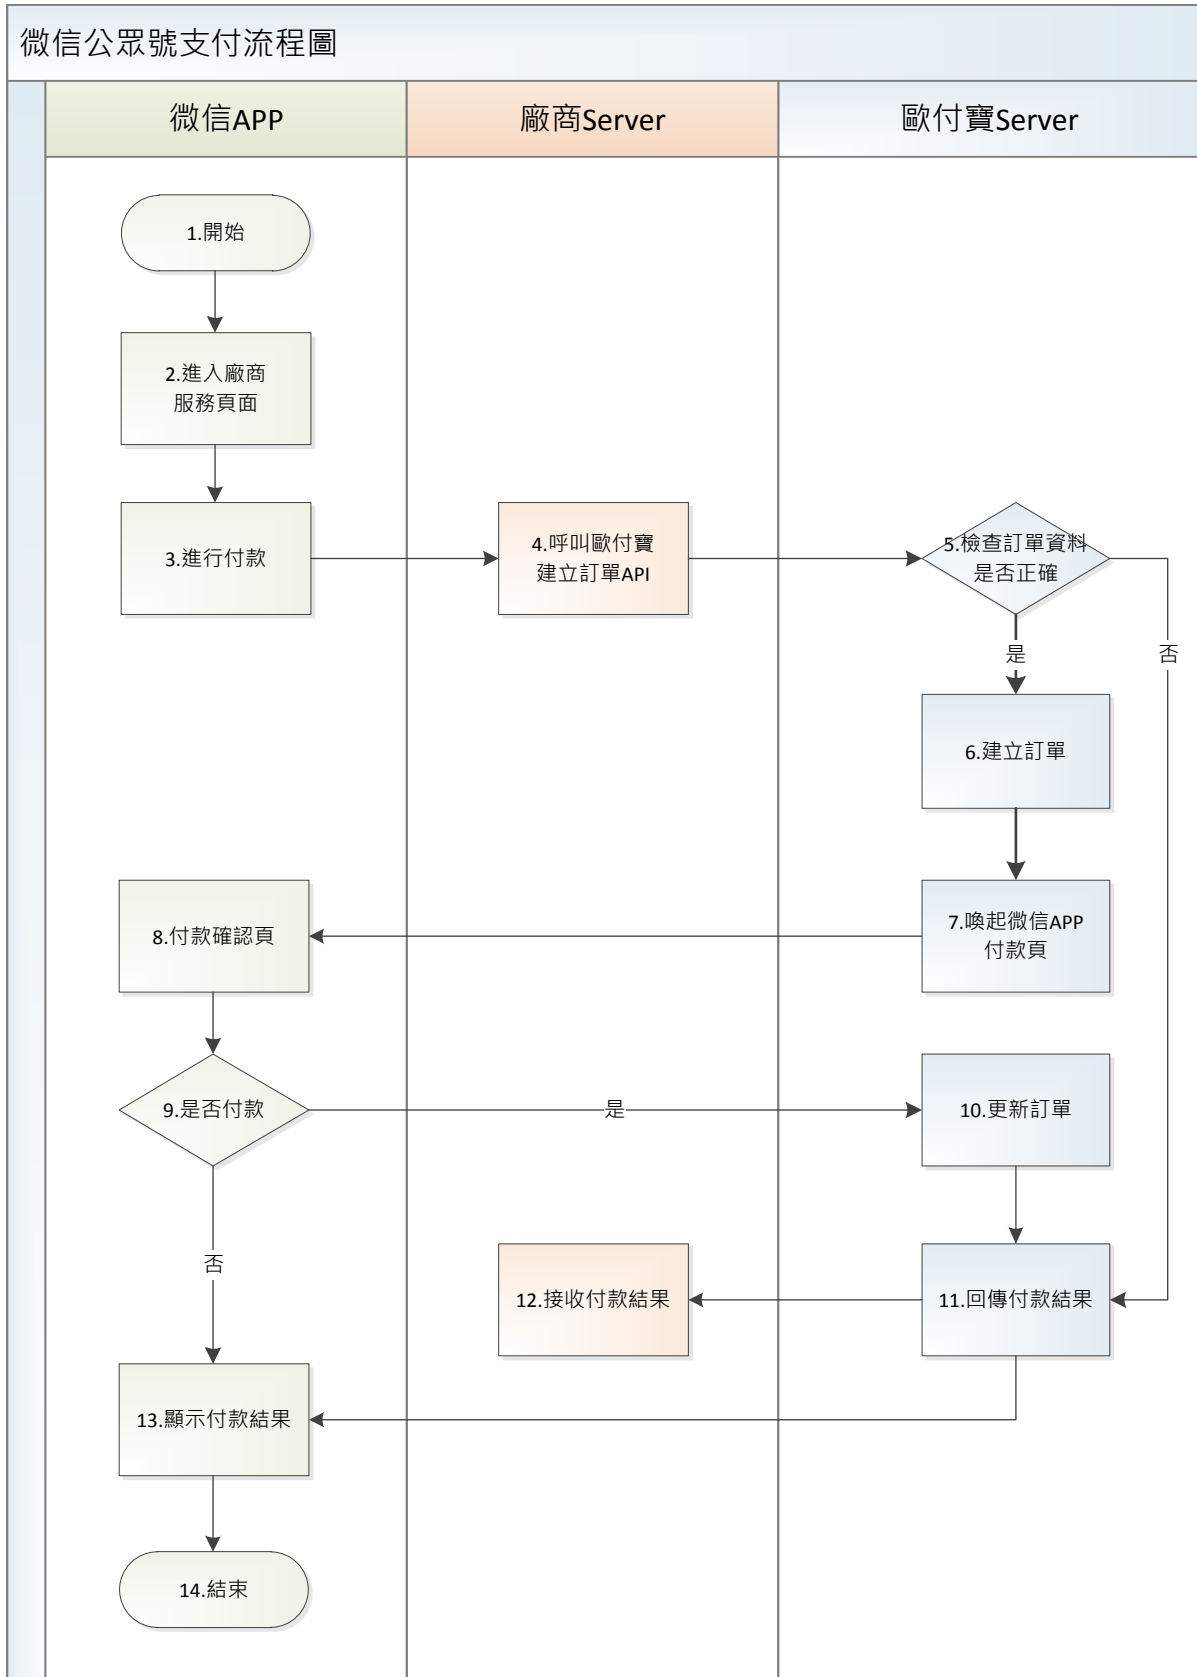 微信公眾號支付流程圖
微信APP
廠商Server
歐付寶Server
1.開始
2.進入廠商
服務頁面
3.進行付款
4.呼叫歐付寶
建立訂單API
5.檢查訂單資料
是否正確
是
否
6.建立訂單
7.喚起微信APP
付款頁
8.付款確認頁
9.是否付款
是
10.更新訂單
否
12.接收付款結果
11.回傳付款結果
13.顯示付款結果
14.結束